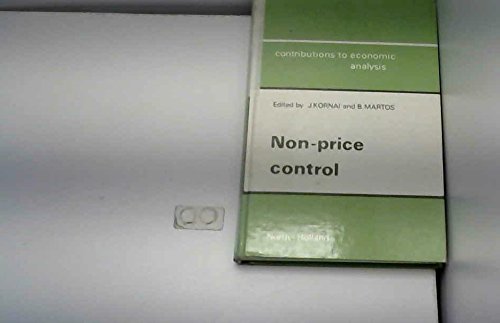 contributions to economic
analysis
Edited by J.KORNAI and B.MARTOS
Non-price
control
North-Holland